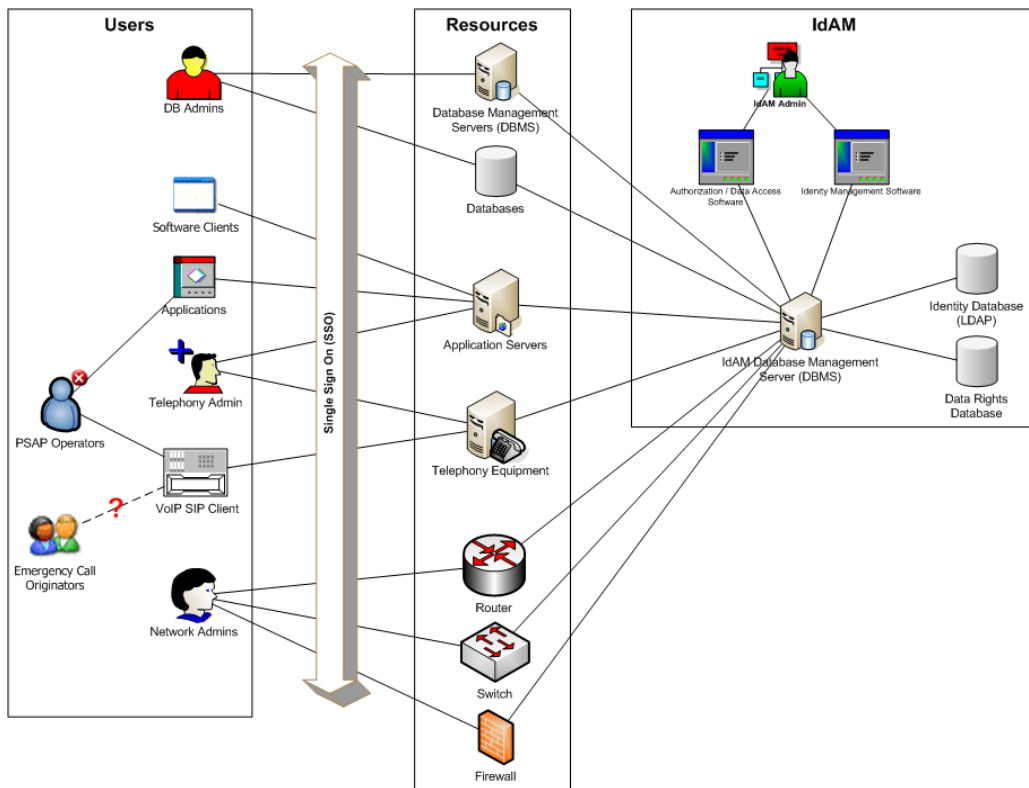 Users
Resources
IdAM
DB Admins
Software Clients
Applications
Telephony Admin
PSAP Operators
VoIP SIP Client
?
Emergency Call
Originators
Network Admins
Single Sign On (SSO)
Database Management
Servers (DBMS)
Databases
Application Servers
Telephony Equipment
Router
Switch
Firewall
IdAM Admin
Authorization / Data Access
Software
Idenity Management Software
Identity Database
(LDAP)
IdAM Database Management
Server (DBMS)
Data Rights
Database